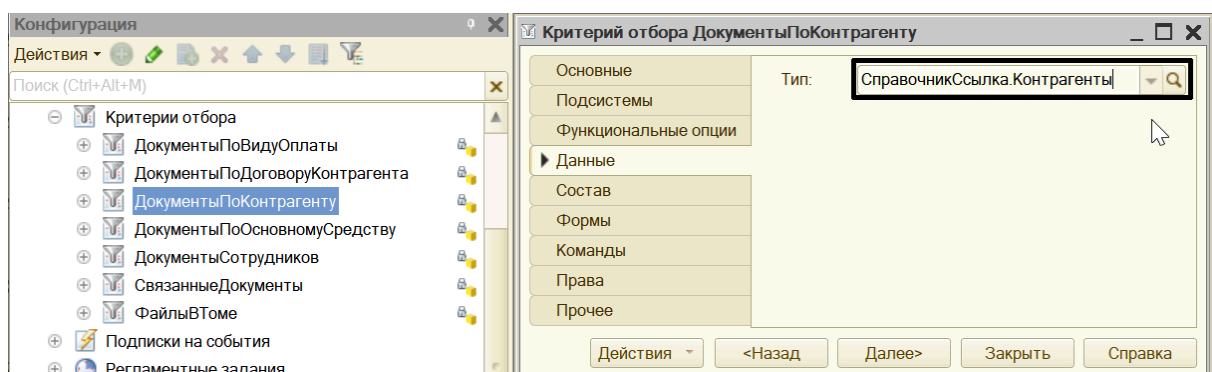 Конфигурация
Действия
Поиск (Ctrl+Alt+M)
Критерии отбора
ДокументыПоВидуОплаты
ДокументыПоДоговоруКонтрагента
ДокументыПоКонтрагенту
ДокументыПоОсновномуСредству
ДокументыСотрудников
СвязанныеДокументы
ФайлыВТоме
Подписки на события
Регламентные задания
Критерий отбора ДокументыПоКонтрагенту
Основные
Подсистемы
Функциональные опции
Данные
Состав
Формы
Команды
Права
Прочее
Тип: СправочникСсылка.Контрагенты
Действия <Назад Далее> Закрыть Справка